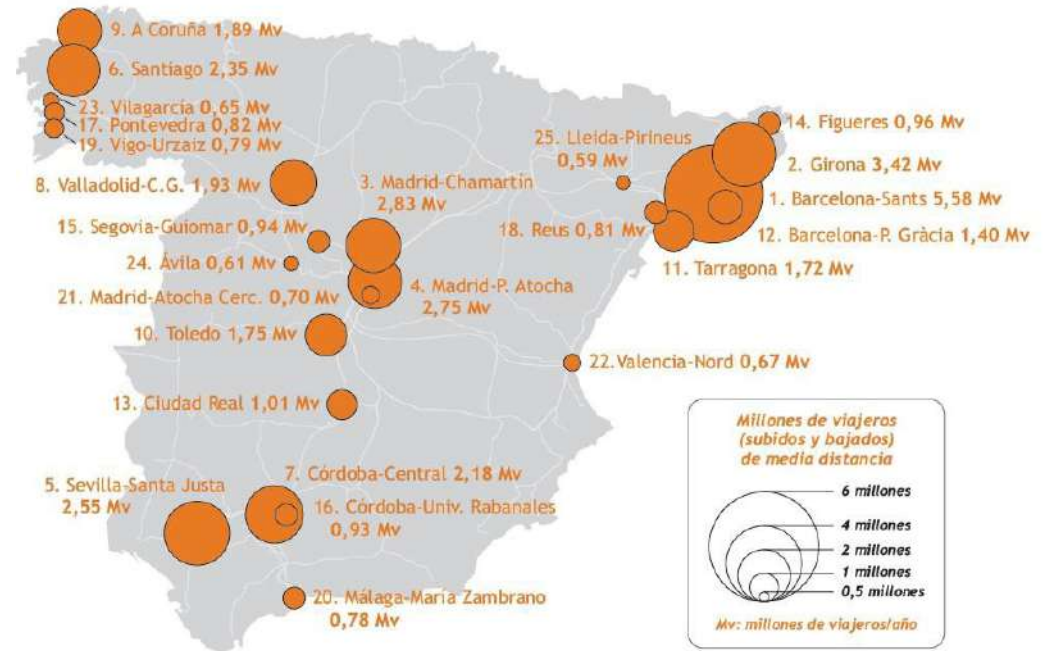 9. A Coruña 1,89 Mv
6. Santiago 2,35 Mv
23. Vilagarcía 0,65 Mv
17. Pontevedra 0,82 Mv
19. Vigo-Urzaiz 0,79 Mv
8. Valladolid-C.G. 1,93 Mv
3. Madrid-Chamartín
2,83 Mv
25. Lleida-Pirineus
0,59 Mv
14. Figueres 0,96 Mv
2. Girona 3,42 Mv
1. Barcelona-Sants 5,58 Mv
12. Barcelona-P. Gràcia 1,40 Mv
18. Reus 0,81 Mv
11. Tarragona 1,72 Mv
15. Segovia-Guiomar 0,94 Mv
24. Ávila 0,61 Mv
21. Madrid-Atocha Cerc. 0,70 Mv
4. Madrid-P. Atocha
2,75 Mv
10. Toledo 1,75 Mv
22. Valencia-Nord 0,67 Mv
13. Ciudad Real 1,01 Mv
5. Sevilla-Santa Justa
2,55 Mv
7. Córdoba-Central 2,18 Mv
16. Córdoba-Univ. Rabanales
0,93 Mv
20. Málaga-María Zambrano
0,78 Mv
Millones de viajeros
(subidos y bajados)
de media distancia
6 millones
4 millones
2 millones
1 millones
0,5 millones
Mv: millones de viajeros/año